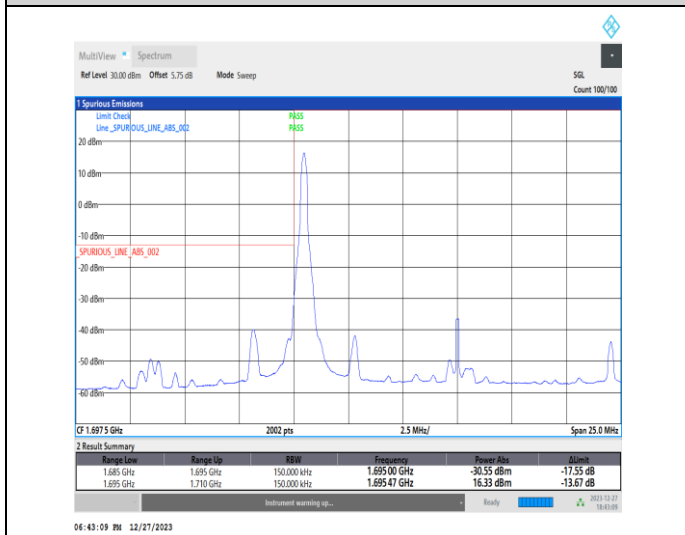 MultiView Spectrum
Ref Level 30.00 dBm Offset 5.75 dB Mode Sweep SGL
Count 100/100
1 Spurious Emissions
Limit Check PASS
Line _SPURIOUS_LINE_ABS_002 PASS
20 dBm
10 dBm
0 dBm
-10 dBm
_SPURIOUS_LINE_ABS_002
-20 dBm
-30 dBm
-40 dBm
-50 dBm
-60 dBm
CF 1.6975 GHz 2002 pts 2.5 MHz/ Span 25.0 MHz
2 Result Summary
Range Low Range Up RBW Frequency Power Abs ΔLimit
1.685 GHz 1.695 GHz 150.000 kHz 1.69500 GHz -30.55 dBm -17.55 dB
1.695 GHz 1.710 GHz 150.000 kHz 1.69547 GHz 16.33 dBm -13.67 dB
Instrument warming up... Ready 2023-12-27
18:43:09
06:43:09 PM 12/27/2023